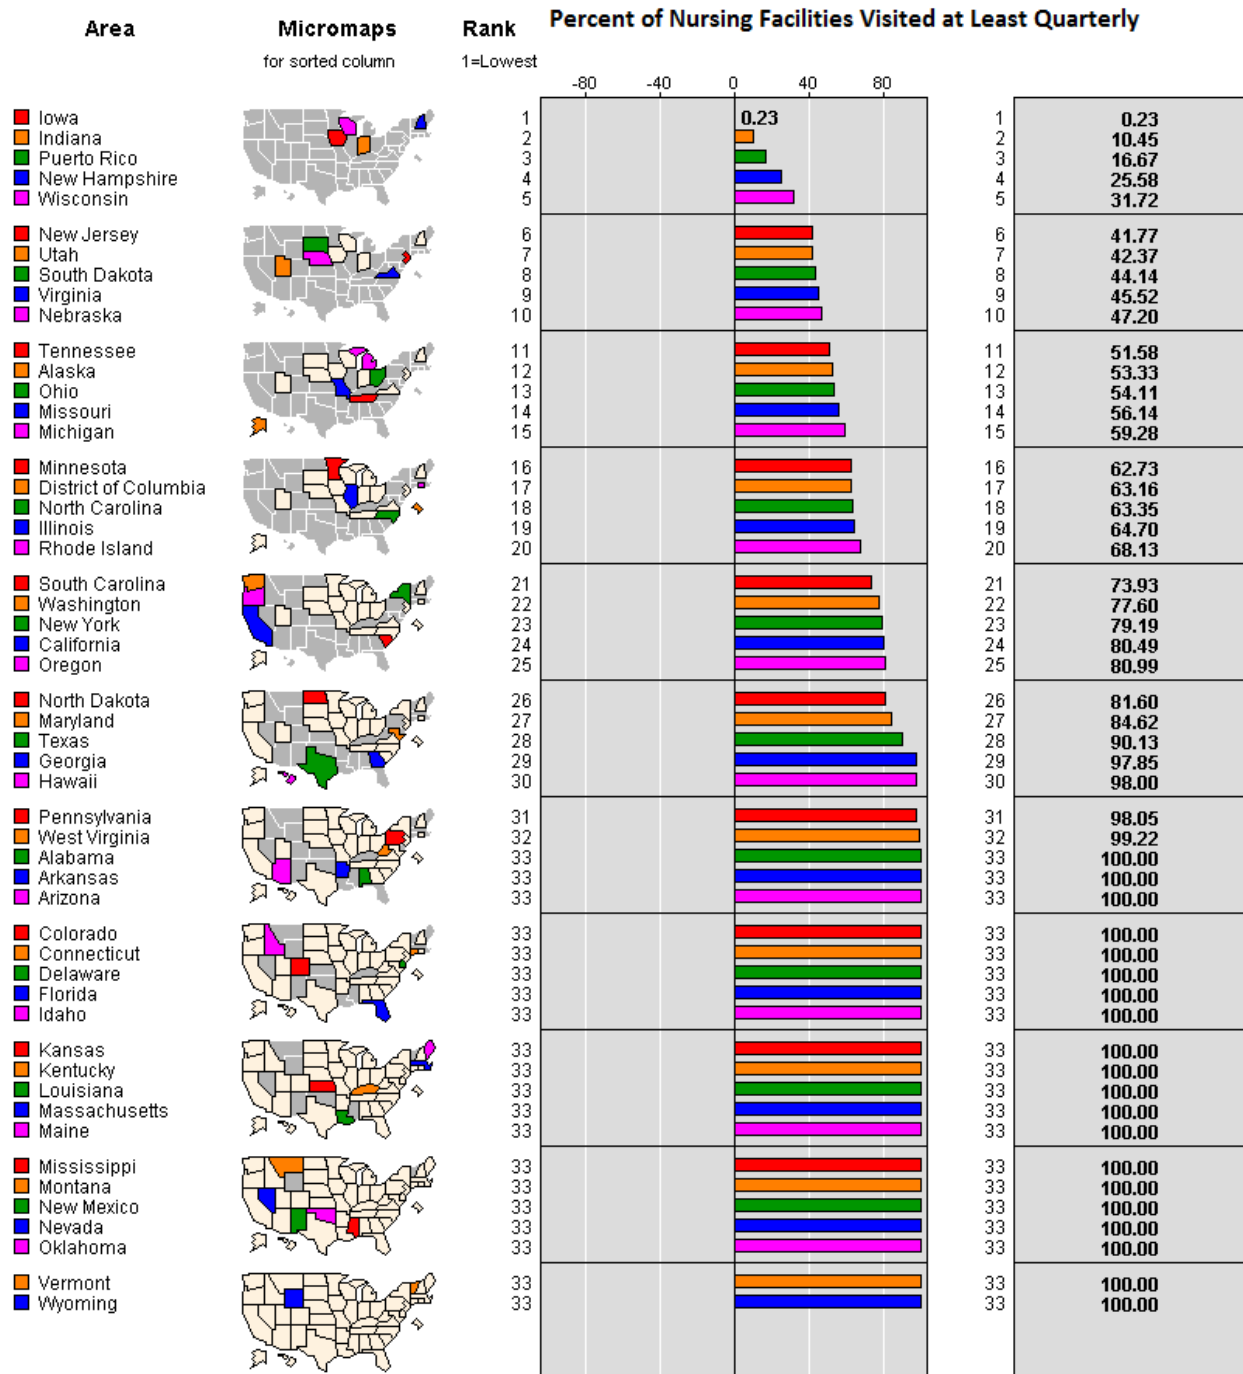 Percent of Nursing Facilities Visited at Least Quarterly
Area Micromaps Rank
for sorted column 1=Lowest
-80 -40 0 40 80
Iowa 1 0.23 1 0.23
Indiana 2 2 10.45
Puerto Rico 3 3 16.67
New Hampshire 4 4 25.58
Wisconsin 5 5 31.72
New Jersey 6 6 41.77
Utah 7 7 42.37
South Dakota 8 8 44.14
Virginia 9 9 45.52
Nebraska 10 10 47.20
Tennessee 11 11 51.58
Alaska 12 12 53.33
Ohio 13 13 54.11
Missouri 14 14 56.14
Michigan 15 15 59.28
Minnesota 16 16 62.73
District of Columbia 17 17 63.16
North Carolina 18 18 63.35
Illinois 19 19 64.70
Rhode Island 20 20 68.13
South Carolina 21 21 73.93
Washington 22 22 77.60
New York 23 23 79.19
California 24 24 80.49
Oregon 25 25 80.99
North Dakota 26 26 81.60
Maryland 27 27 84.62
Texas 28 28 90.13
Georgia 29 29 97.85
Hawaii 30 30 98.00
Pennsylvania 31 31 98.05
West Virginia 32 32 99.22
Alabama 33 33 100.00
Arkansas 33 33 100.00
Arizona 33 33 100.00
Colorado 33 33 100.00
Connecticut 33 33 100.00
Delaware 33 33 100.00
Florida 33 33 100.00
Idaho 33 33 100.00
Kansas 33 33 100.00
Kentucky 33 33 100.00
Louisiana 33 33 100.00
Massachusetts 33 33 100.00
Maine 33 33 100.00
Mississippi 33 33 100.00
Montana 33 33 100.00
New Mexico 33 33 100.00
Nevada 33 33 100.00
Oklahoma 33 33 100.00
Vermont 33 33 100.00
Wyoming 33 33 100.00